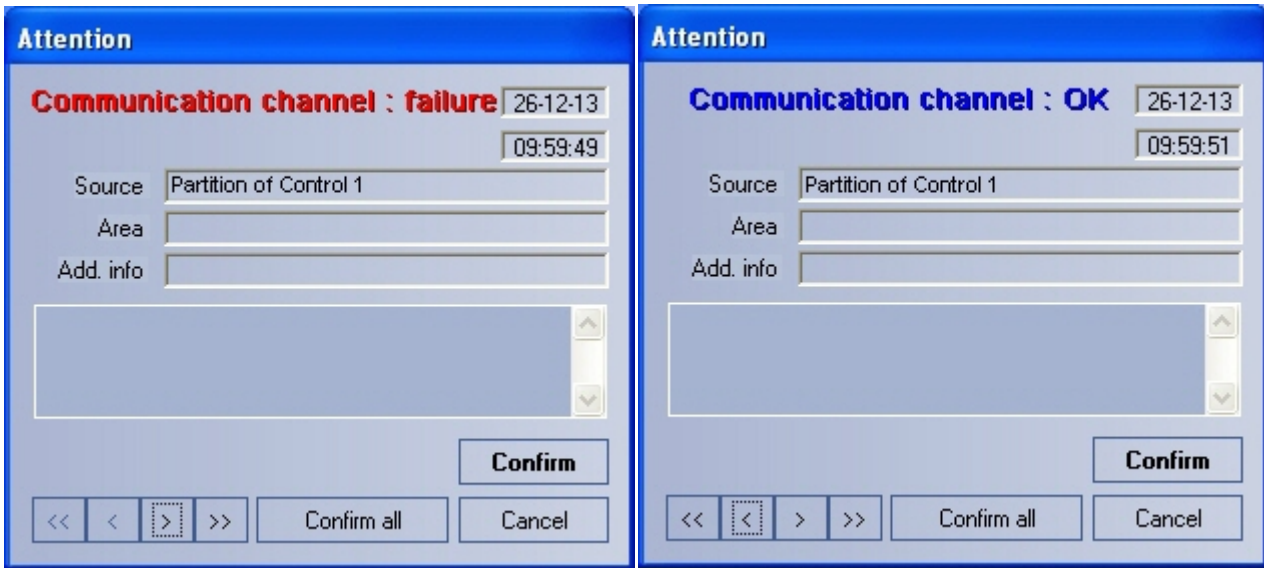 Attention
Communication channel : failure 26-12-13
09:59:49
Source Partition of Control 1
Area
Add. info
Confirm
<< < > >> Confirm all Cancel
Attention
Communication channel : OK 26-12-13
09:59:51
Source Partition of Control 1
Area
Add. info
Confirm
<< < > >> Confirm all Cancel